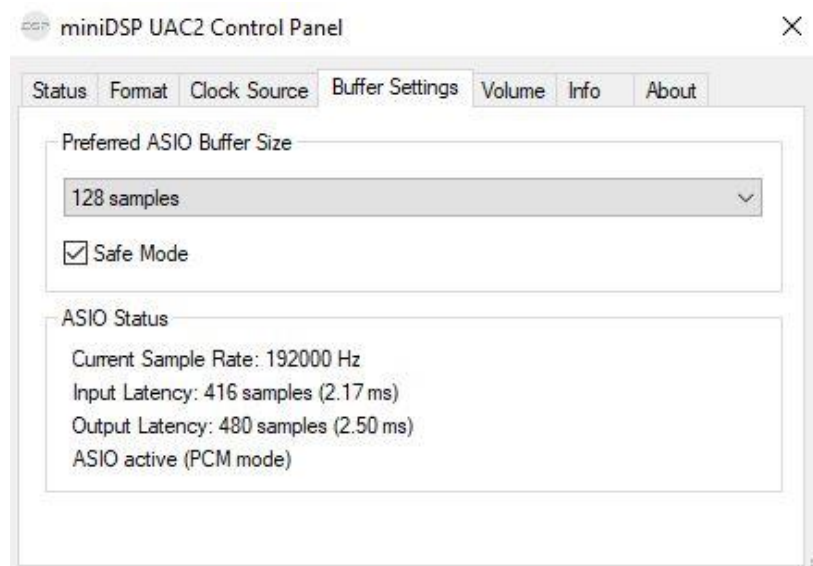 DSP miniDSP UAC2 Control Panel
Status Format Clock Source Buffer Settings Volume Info About
Preferred ASIO Buffer Size
128 samples
Safe Mode
ASIO Status
Current Sample Rate: 192000 Hz
Input Latency: 416 samples (2.17 ms)
Output Latency: 480 samples (2.50 ms)
ASIO active (PCM mode)